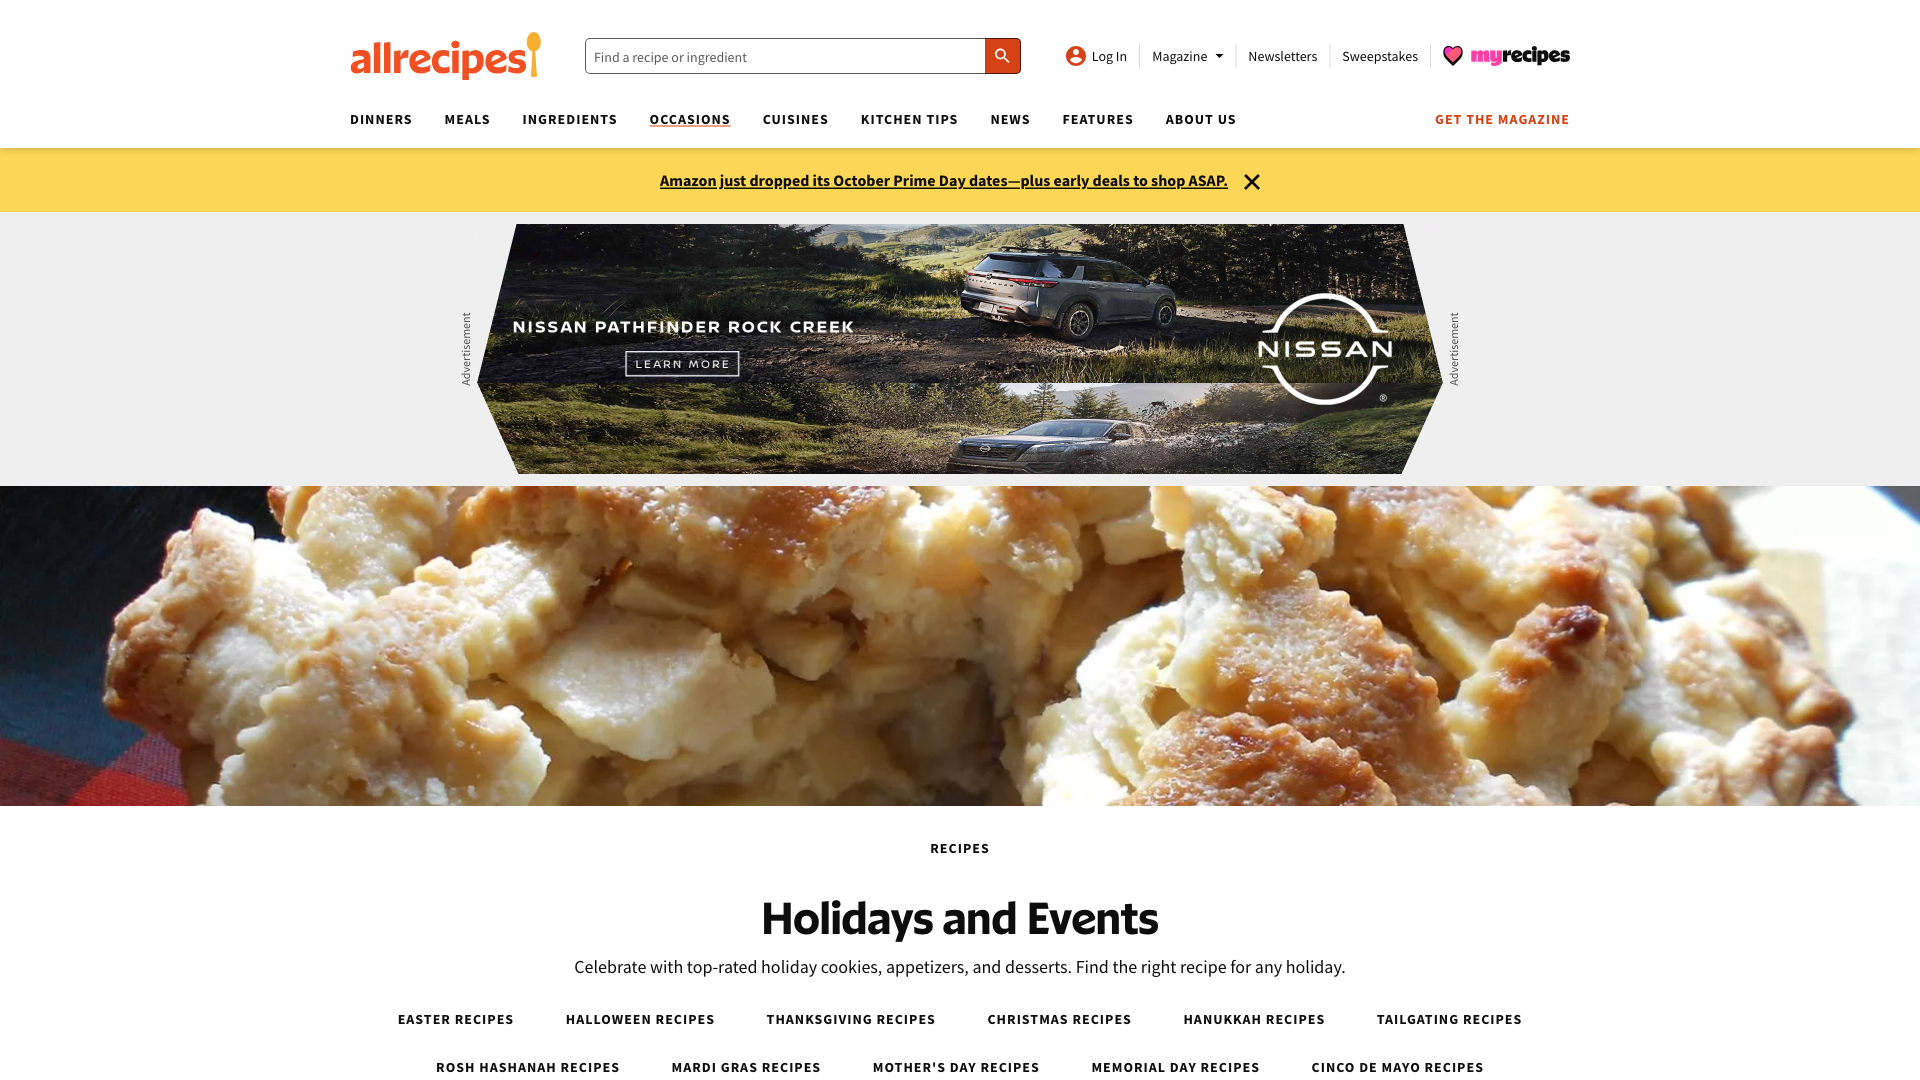 allrecipes
Find a recipe or ingredient
Log In
Magazine
Newsletters
Sweepstakes
myrecipes
DINNERS
MEALS
INGREDIENTS
OCCASIONS
CUISINES
KITCHEN TIPS
NEWS
FEATURES
ABOUT US
GET THE MAGAZINE
Amazon just dropped its October Prime Day dates—plus early deals to shop ASAP.
Advertisement
NISSAN PATHFINDER ROCK CREEK
LEARN MORE
NISSAN
®
Advertisement
RECIPES
Holidays and Events
Celebrate with top-rated holiday cookies, appetizers, and desserts. Find the right recipe for any holiday.
EASTER RECIPES
HALLOWEEN RECIPES
THANKSGIVING RECIPES
CHRISTMAS RECIPES
HANUKKAH RECIPES
TAILGATING RECIPES
ROSH HASHANAH RECIPES
MARDI GRAS RECIPES
MOTHER'S DAY RECIPES
MEMORIAL DAY RECIPES
CINCO DE MAYO RECIPES